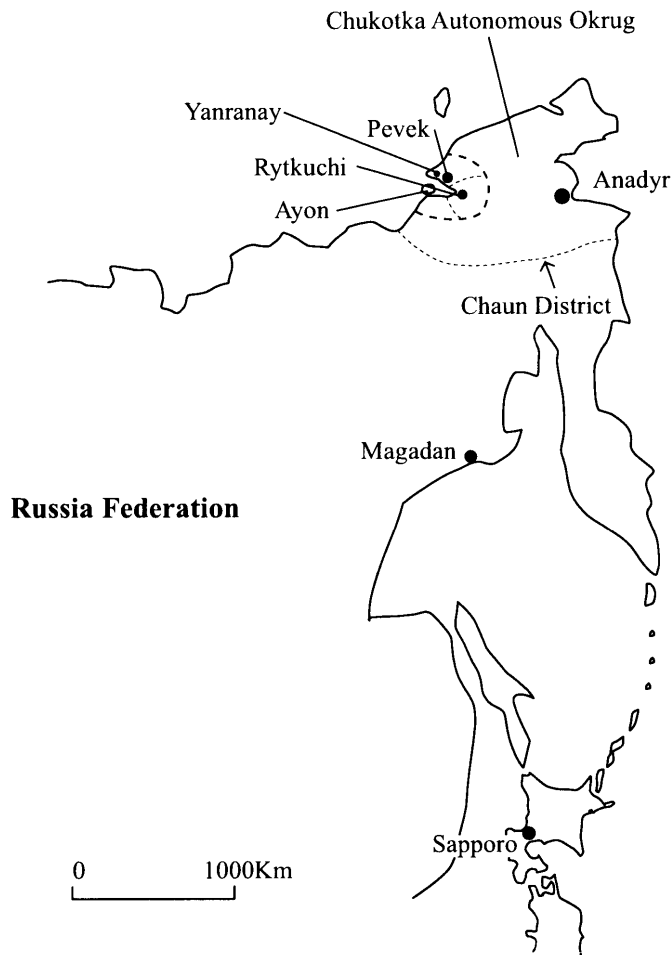 Chukotka Autonomous Okrug
Yanranay
Pevek
Rytkuchi
Anadyr
Ayon
Chaun District
Magadan
Russia Federation
Sapporo
0 1000Km